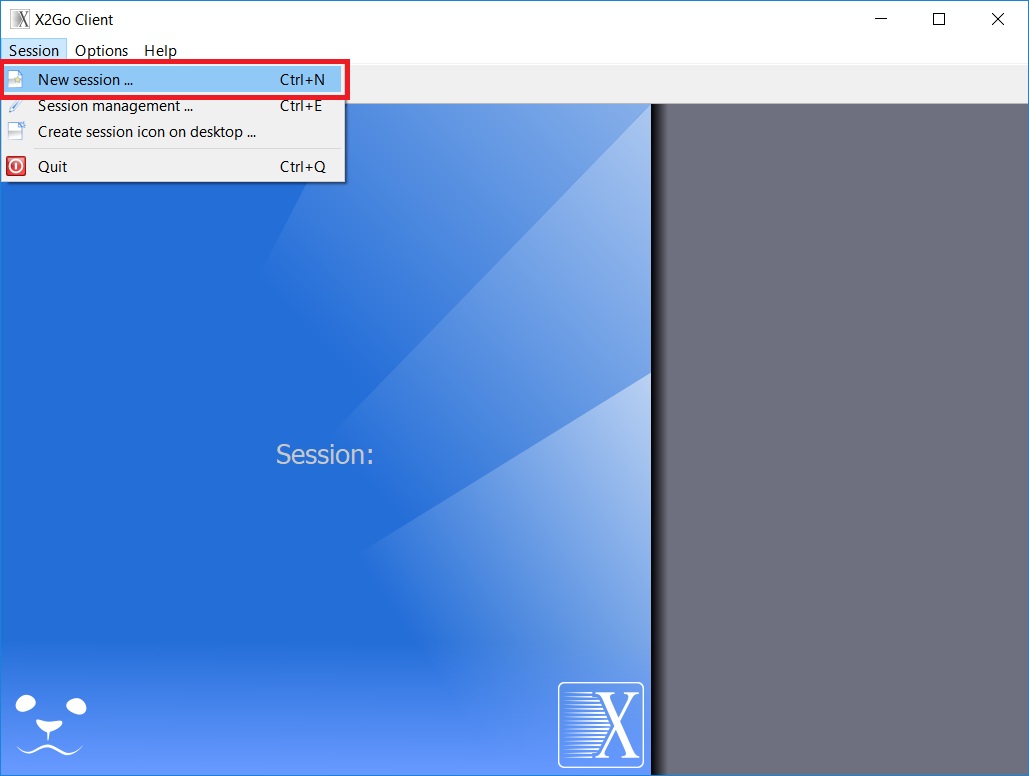 X2Go Client
Session Options Help
New session ... Ctrl+N
Session management ... Ctrl+E
Create session icon on desktop ...
Quit Ctrl+Q
Session:
X